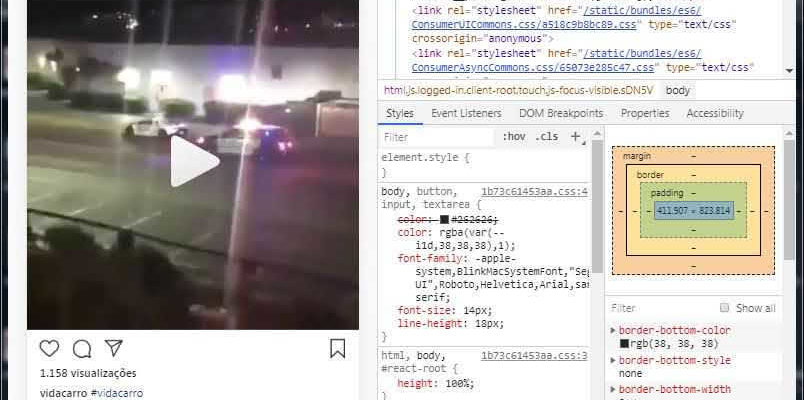 1.158 visualizações
vidacarro #vidacarro
<link rel="stylesheet" href="/static/bundles/es6/
ConsumerUICommons.css/a518c9b8bc89.css" type="text/css"
crossorigin="anonymous">
<link rel="stylesheet" href="/static/bundles/es6/
ConsumerAsyncCommons.css/65073e285c47.css" type="text/css"
html.js.logged-in.client-root.touch.js-focus-visible.sDN5V body
Styles Event Listeners DOM Breakpoints Properties Accessibility
Filter :hov .cls +
element.style {
}
body, button, 1b73c61453aa.css:4
input, textarea {
color: #262626;
color: rgba(var(--
i1d,38,38,38),1);
font-family: -apple-
system,BlinkMacSystemFont,"Seg
UI",Roboto,Helvetica,Arial,san
serif;
font-size: 14px;
line-height: 18px;
}
html, body, 1b73c61453aa.css:3
#react-root {
height: 100%;
}
margin -
border -
padding -
- - - 411.907 × 823.814 - - -
-
-
-
Filter Show all
border-bottom-color
rgb(38, 38, 38)
border-bottom-style
none
border-bottom-width